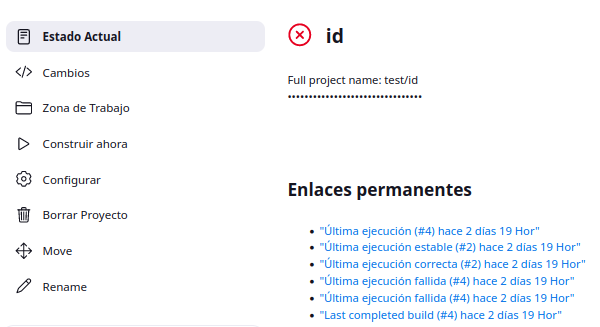 Estado Actual
Cambios
Zona de Trabajo
Construir ahora
Configurar
Borrar Proyecto
Move
Rename
id
Full project name: test/id
••••••••••••••••••••••••••••••••
Enlaces permanentes
• "Última ejecución (#4) hace 2 días 19 Hor"
• "Última ejecución estable (#2) hace 2 días 19 Hor"
• "Última ejecución correcta (#2) hace 2 días 19 Hor"
• "Última ejecución fallida (#4) hace 2 días 19 Hor"
• "Última ejecución fallida (#4) hace 2 días 19 Hor"
• "Last completed build (#4) hace 2 días 19 Hor"